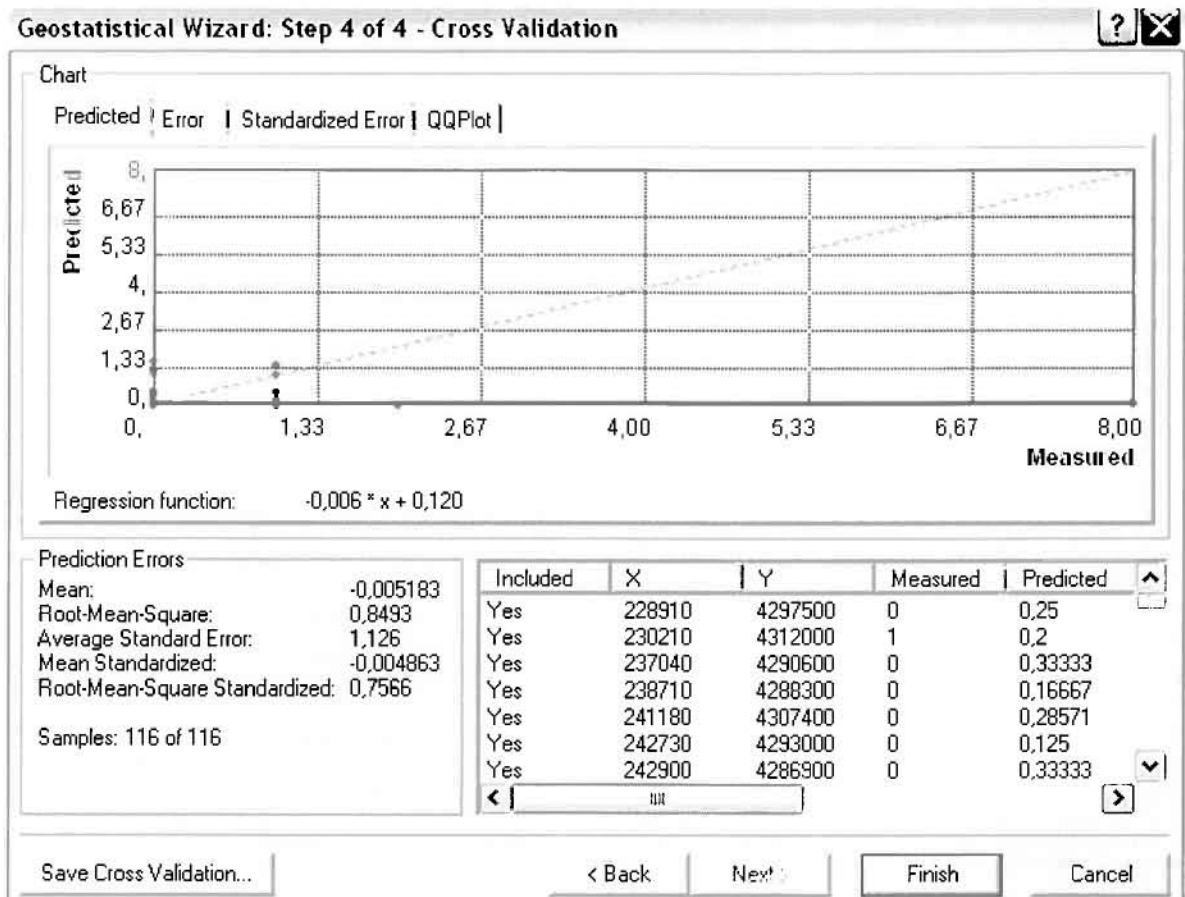 Geostatistical Wizard: Step 4 of 4 - Cross Validation
Chart
Predicted Error Standardized Error QQPlot
Predicted
8,
6,67
5,33
4,
2,67
1,33
0,
0, 1,33 2,67 4,00 5,33 6,67 8,00
Measured
Regression function: -0,006 * x + 0,120
Prediction Errors
Mean: -0,005183
Root-Mean-Square: 0,8493
Average Standard Error: 1,126
Mean Standardized: -0,004863
Root-Mean-Square Standardized: 0,7566
Samples: 116 of 116
Included X Y Measured Predicted
Yes 228910 4297500 0 0,25
Yes 230210 4312000 1 0,2
Yes 237040 4290600 0 0,33333
Yes 238710 4288300 0 0,16667
Yes 241180 4307400 0 0,28571
Yes 242730 4293000 0 0,125
Yes 242900 4286900 0 0,33333
Save Cross Validation... < Back Next > Finish Cancel